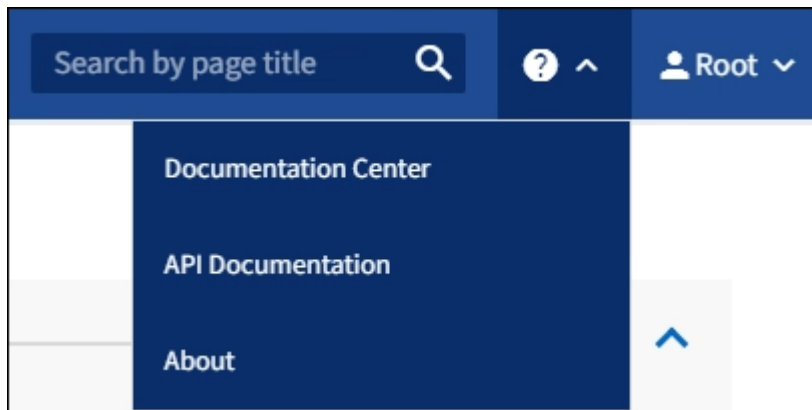 Search by page title
Root
Documentation Center
API Documentation
About